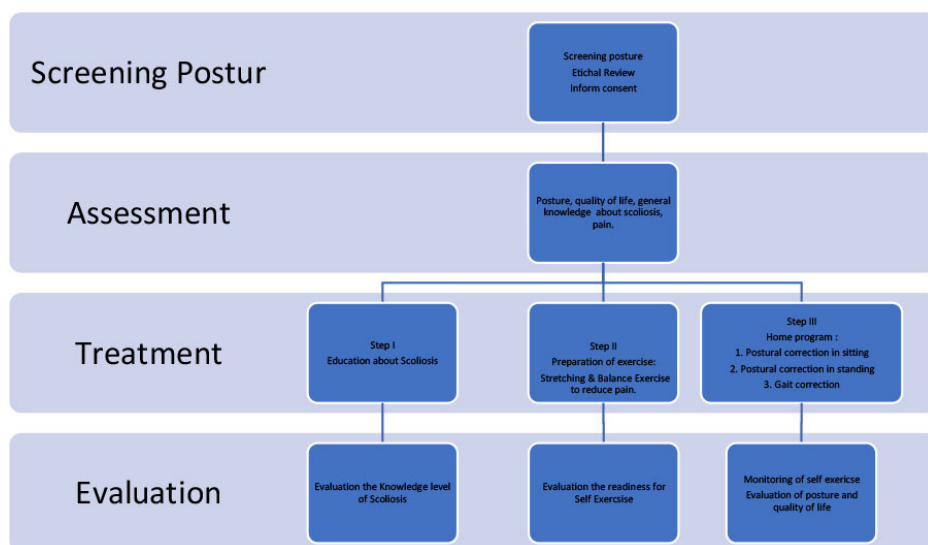 Screening Postur
Screening posture
Etichal Review
Inform consent
Assessment
Posture, quality of life, general
knowledge about scoliosis,
pain.
Treatment
Step I
Education about Scoliosis
Step II
Preparation of exercise:
Stretching & Balance Exercise
to reduce pain.
Step III
Home program :
1. Postural correction in sitting
2. Postural correction in standing
3. Gait correction
Evaluation
Evaluation the Knowledge level
of Scoliosis
Evaluation the readiness for
Self Exercsise
Monitoring of self exericse
Evaluation of posture and
quality of life